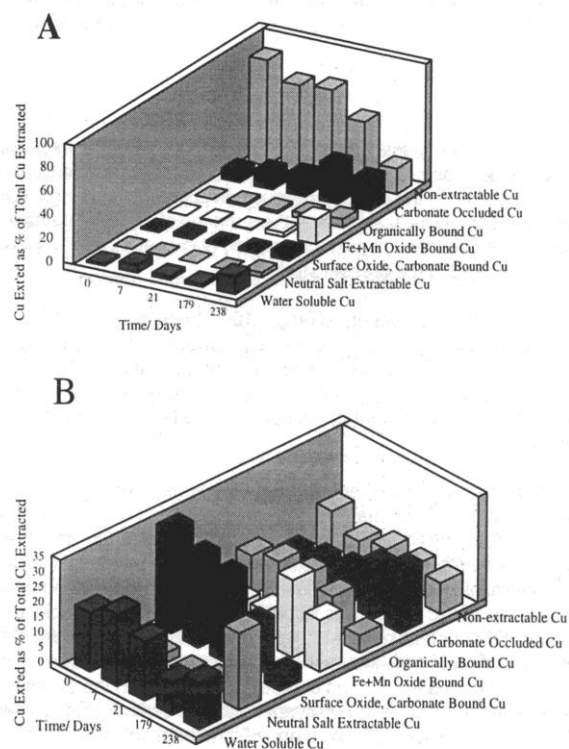 A
Cu Ext'ed as % of Total Cu Extracted
100
80
60
40
20
0
0
7
21
179
238
Time/ Days
Non-extractable Cu
Carbonate Occluded Cu
Organically Bound Cu
Fe+Mn Oxide Bound Cu
Surface Oxide, Carbonate Bound Cu
Neutral Salt Extractable Cu
Water Soluble Cu
B
Cu Ext'ed as % of Total Cu Extracted
35
30
25
20
15
10
5
0
0
7
21
179
238
Time/ Days
Non-extractable Cu
Carbonate Occluded Cu
Organically Bound Cu
Fe+Mn Oxide Bound Cu
Surface Oxide, Carbonate Bound Cu
Neutral Salt Extractable Cu
Water Soluble Cu